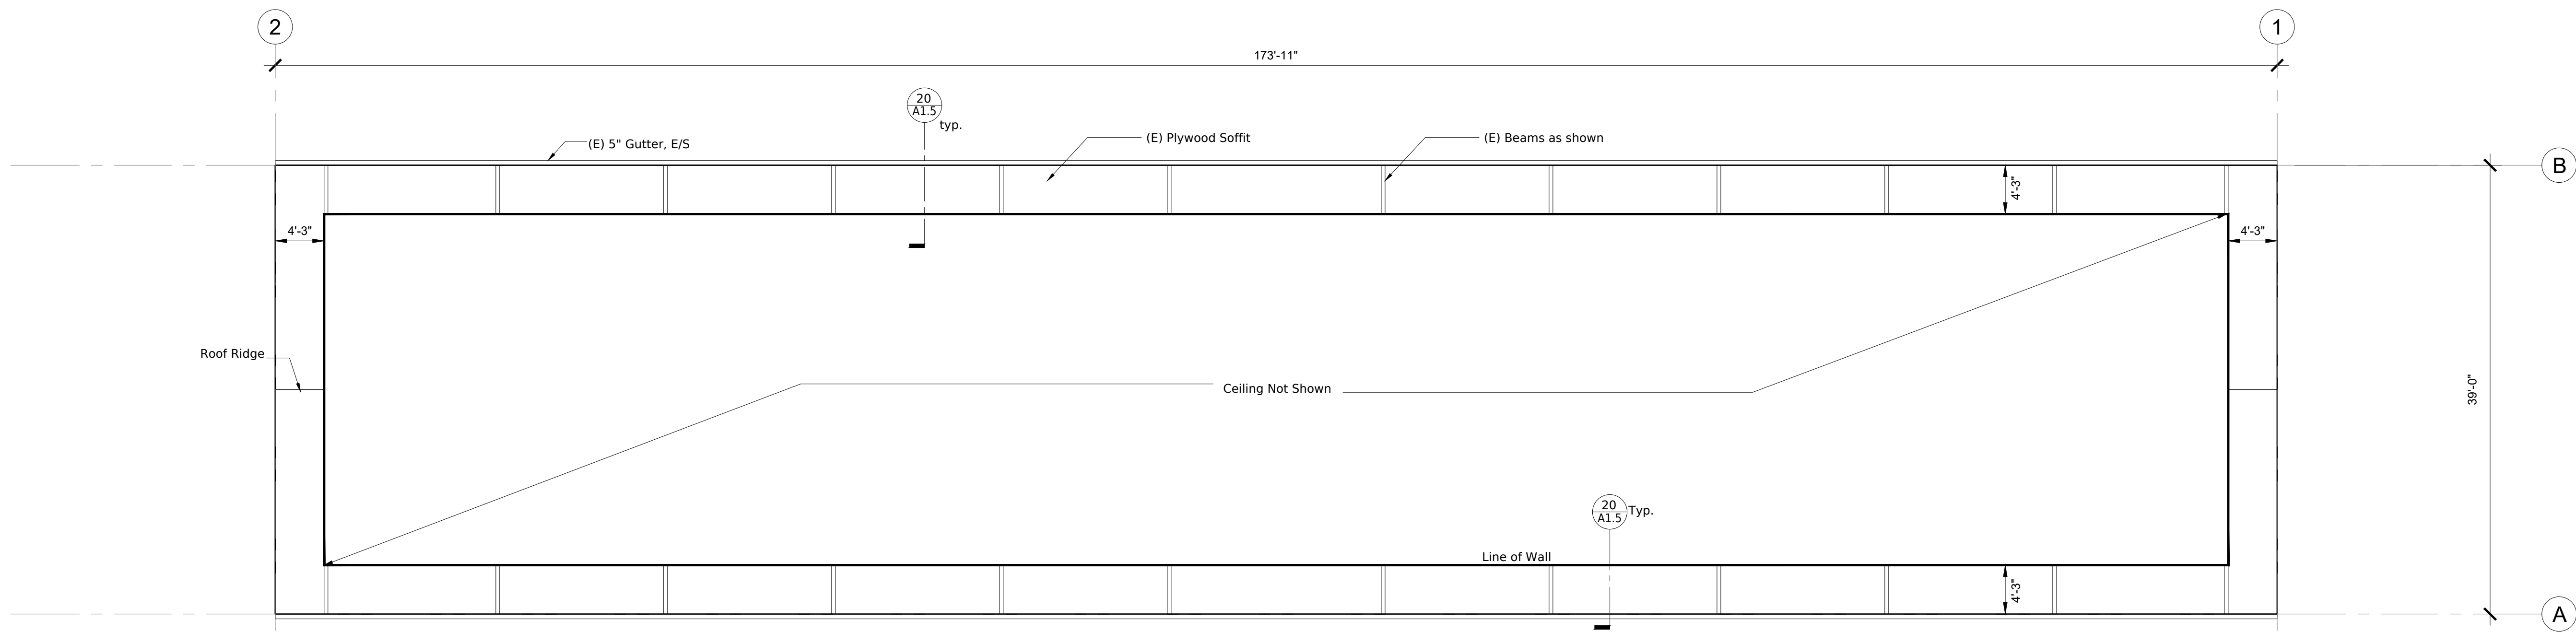 2
1
173'-11"
20
A1.5
typ.
(E) 5" Gutter, E/S
(E) Plywood Soffit
(E) Beams as shown
B
4'-3"
4'-3"
4'-3"
Roof Ridge
Ceiling Not Shown
39'-0"
20
A1.5
Typ.
Line of Wall
4'-3"
A